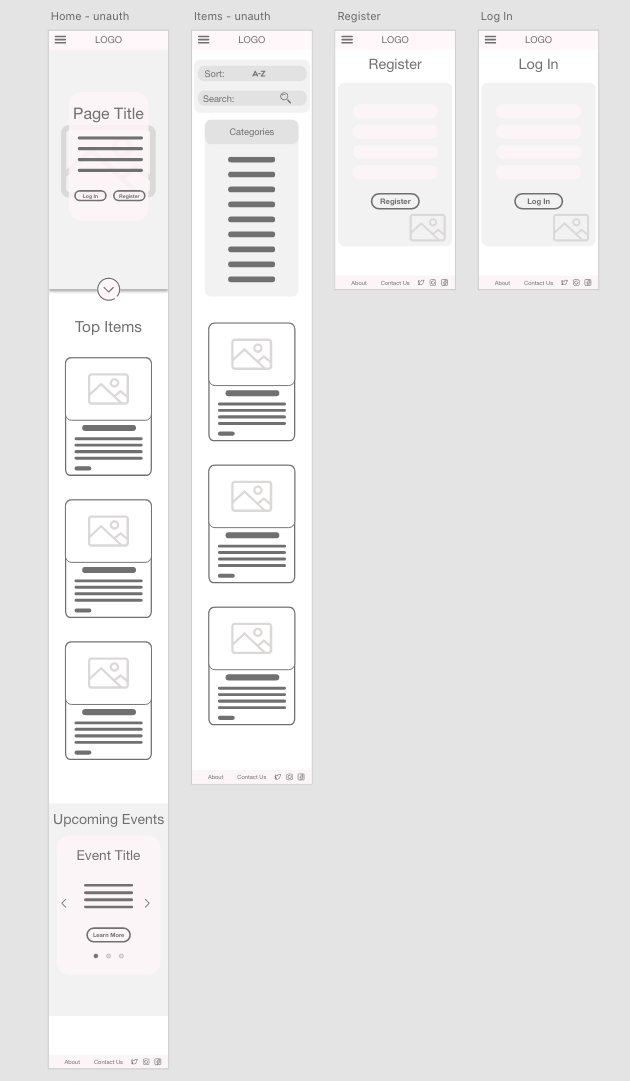 Home - unauth
LOGO
Page Title
Log In
Register
Top Items
Upcoming Events
Event Title
Learn More
About
Contact Us
Items - unauth
LOGO
Sort:
A-Z
Search:
Categories
About
Contact Us
Register
LOGO
Register
Register
About
Contact Us
Log In
LOGO
Log In
Log In
About
Contact Us